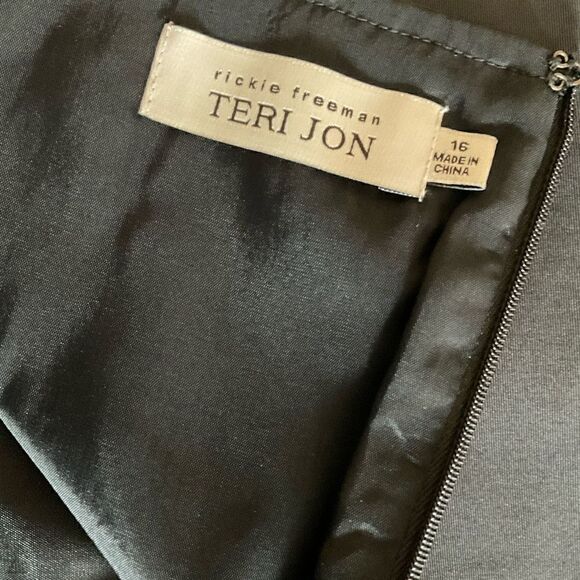 rickie freeman
TERI JON
16
MADE IN
CHINA